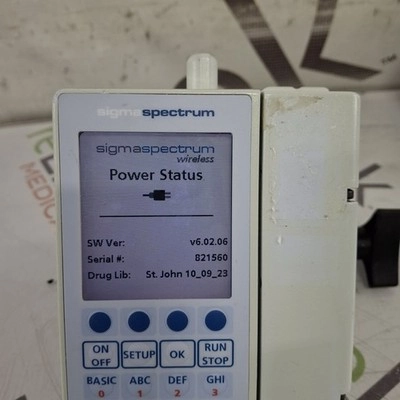 sigmaspectrum
sigmaspectrum
wireless
Power Status
SW Ver: v6.02.06
Serial #: 821560
Drug Lib: St. John 10_09_23
ON OFF SETUP OK RUN STOP
BASIC ABC DEF GHI
0 1 2 3